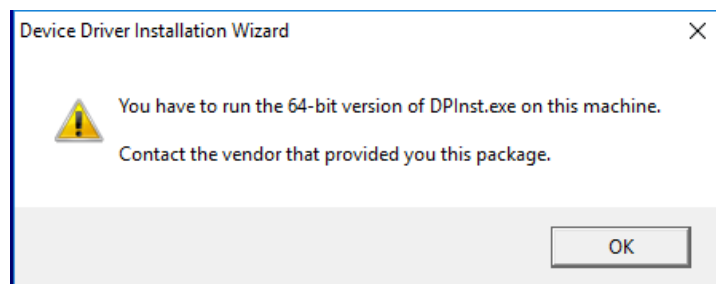 Device Driver Installation Wizard
You have to run the 64-bit version of DPInst.exe on this machine.
Contact the vendor that provided you this package.
OK